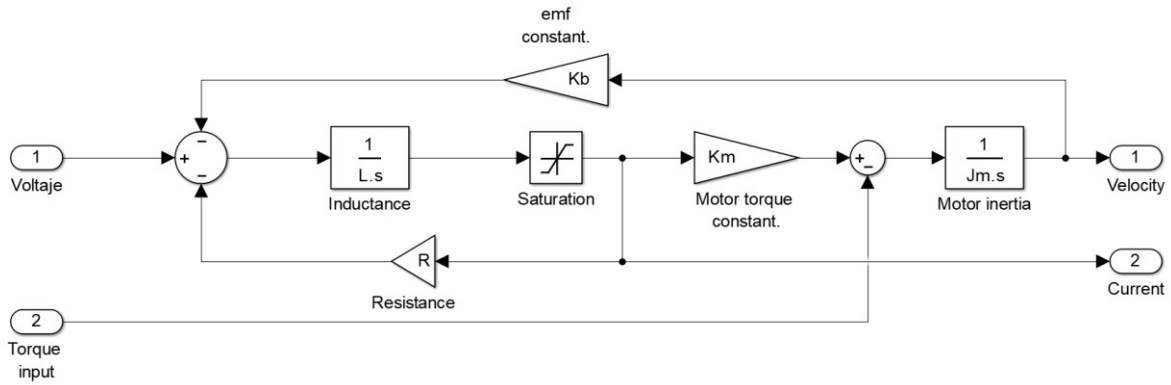 emf
constant.
Kb
1
Voltaje
−
+
−
1
L.s
Inductance
Saturation
Km
Motor torque
constant.
+
−
1
Jm.s
Motor inertia
1
Velocity
R
Resistance
2
Current
2
Torque
input